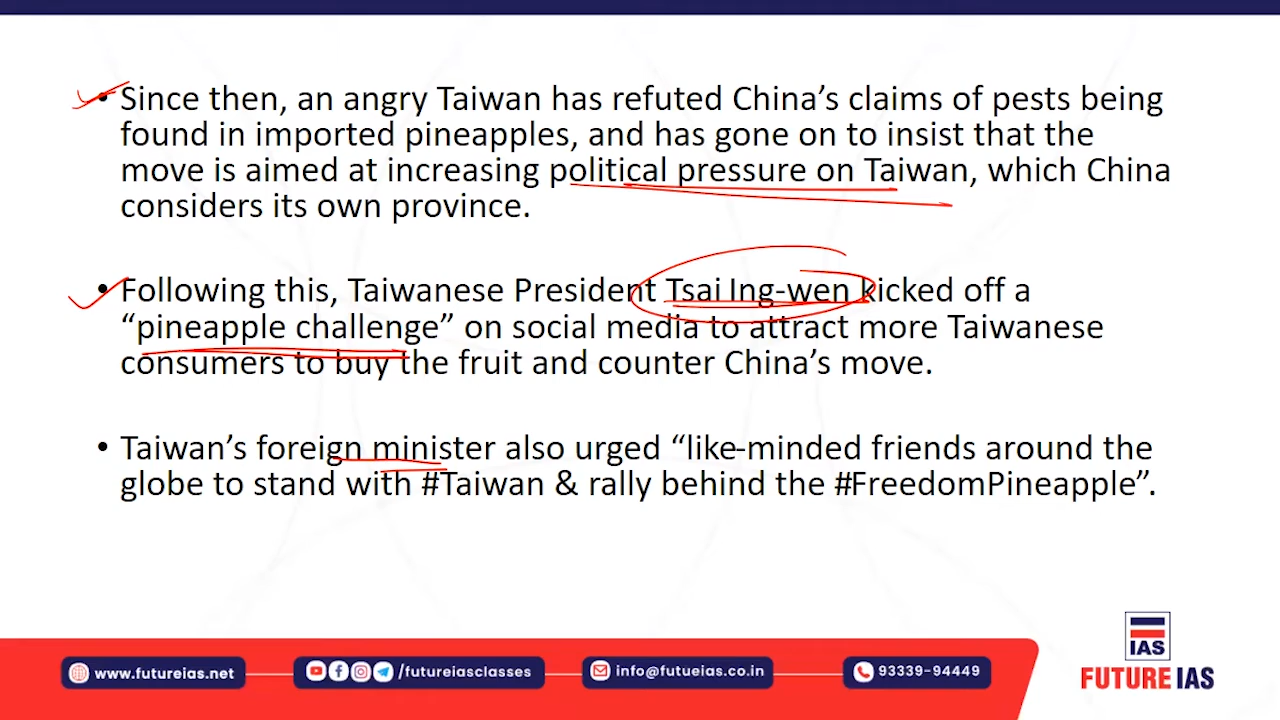 • Since then, an angry Taiwan has refuted China’s claims of pests being
found in imported pineapples, and has gone on to insist that the
move is aimed at increasing political pressure on Taiwan, which China
considers its own province.
• Following this, Taiwanese President Tsai Ing-wen kicked off a
“pineapple challenge” on social media to attract more Taiwanese
consumers to buy the fruit and counter China’s move.
• Taiwan’s foreign minister also urged “like-minded friends around the
globe to stand with #Taiwan & rally behind the #FreedomPineapple”.
IAS
FUTURE IAS
www.futureias.net
/futureiasclasses
info@futueias.co.in
93339-94449